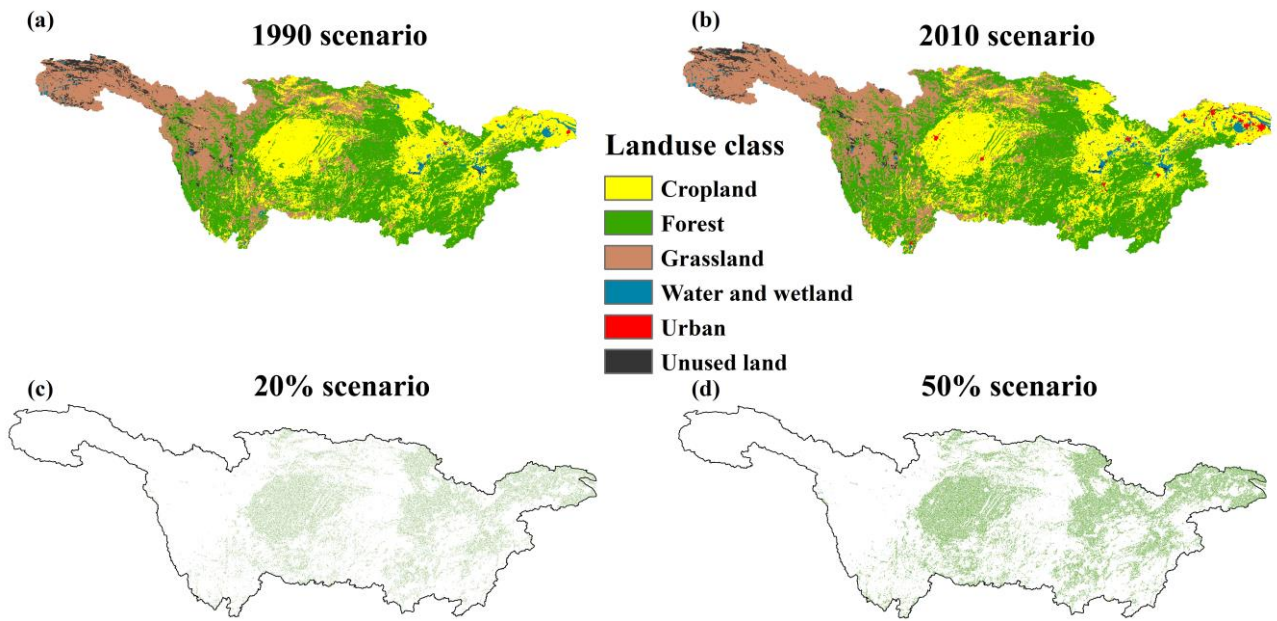 (a)
1990 scenario
(b)
2010 scenario
Landuse class
Cropland
Forest
Grassland
Water and wetland
Urban
Unused land
(c)
20% scenario
(d)
50% scenario